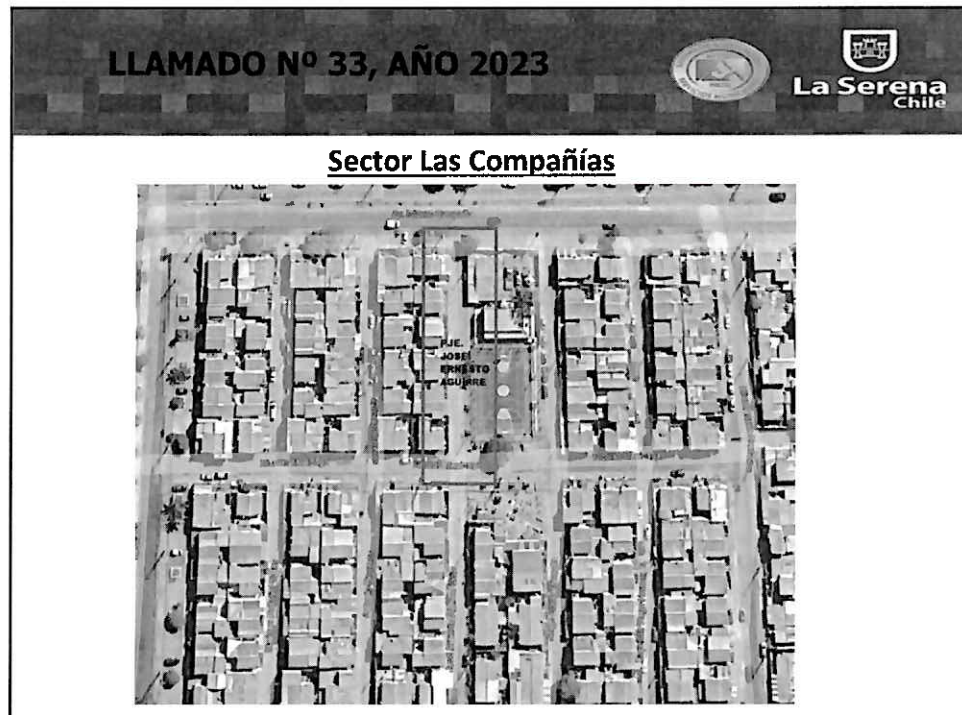 LLAMADO Nº 33, AÑO 2023
La Serena
Chile
Sector Las Compañías
PJE.
JOSE
ERNESTO
AGUIRRE